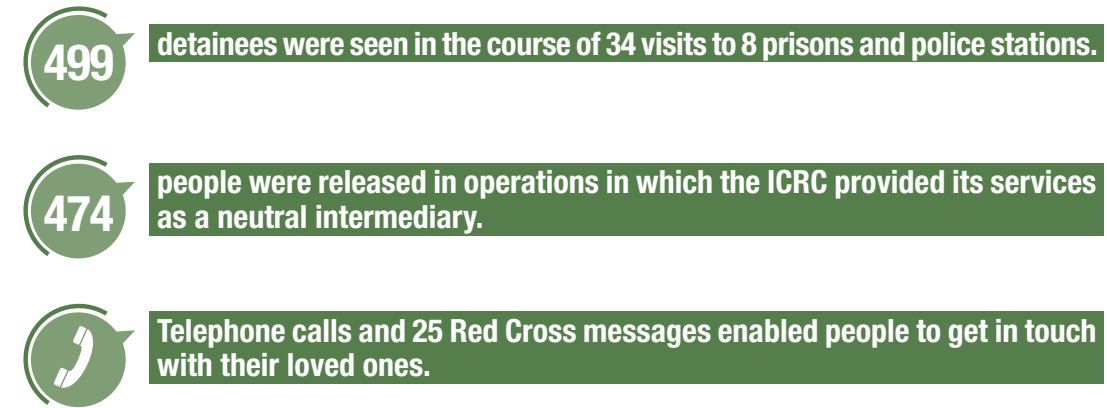 499
detainees were seen in the course of 34 visits to 8 prisons and police stations.
474
people were released in operations in which the ICRC provided its services
as a neutral intermediary.
Telephone calls and 25 Red Cross messages enabled people to get in touch
with their loved ones.